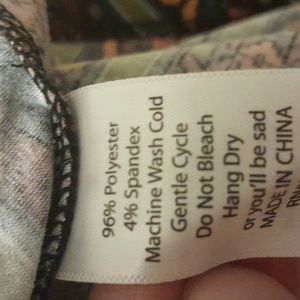 96% Polyester
4% Spandex
Machine Wash Cold
Gentle Cycle
Do Not Bleach
Hang Dry
or you'll be sad
MADE IN CHINA